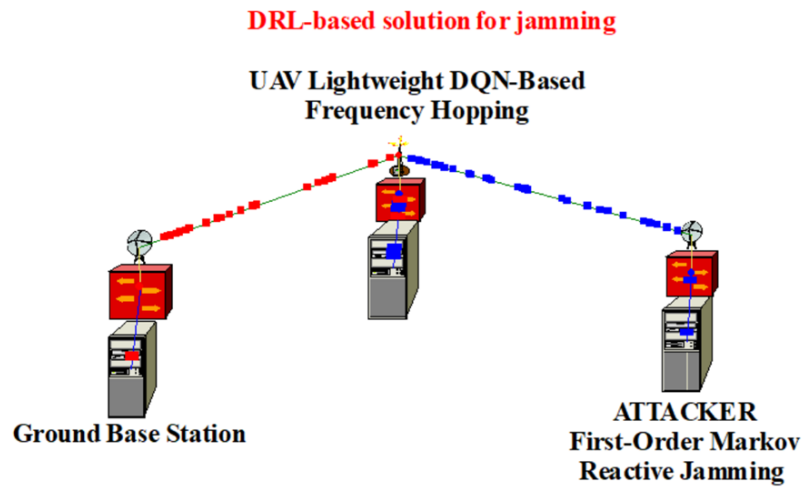 DRL-based solution for jamming
UAV Lightweight DQN-Based
Frequency Hopping
Ground Base Station
ATTACKER
First-Order Markov
Reactive Jamming